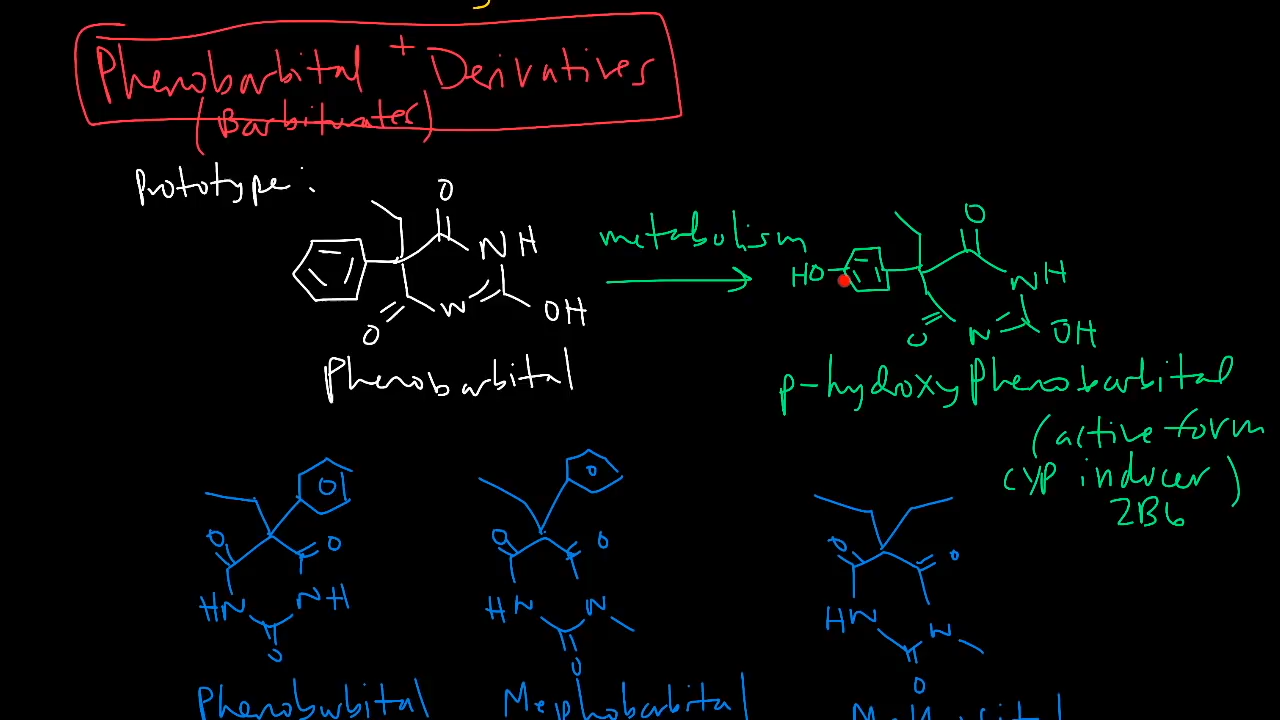 Phenobarbital + Derivatives
(Barbiturates)
Prototype:
O
NH
N
OH
O
Phenobarbital
metabolism
O
HO
NH
N
OH
O
p-hydroxyphenobarbital
(active form
CYP inducer)
2B6
O
O
HN
NH
O
Phenobarbital
O
O
HN
N
O
Mephobarbital
O
O
HN
N
O